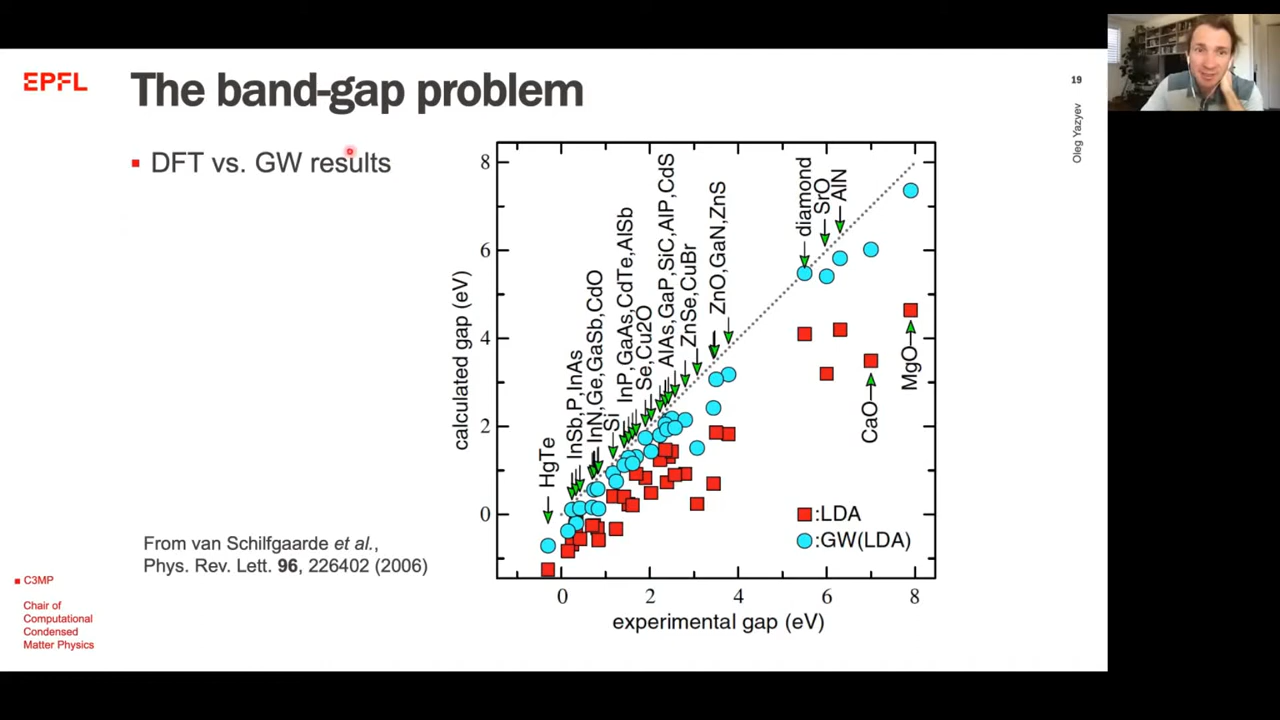 EPFL
The band-gap problem
19
Oleg Yazyev
▪ DFT vs. GW results
8
6
4
2
0
calculated gap (eV)
HgTe
InSb,P,InAs
InN,Ge,GaSb,CdO
Si
InP,GaAs,CdTe,AlSb
Se,Cu2O
AlAs,GaP,SiC,AlP,CdS
ZnSe,CuBr
ZnO,GaN,ZnS
diamond
SrO
AlN
CaO
MgO
:LDA
:GW(LDA)
0 2 4 6 8
experimental gap (eV)
From van Schilfgaarde et al.,
Phys. Rev. Lett. 96, 226402 (2006)
▪ C3MP
Chair of
Computational
Condensed
Matter Physics